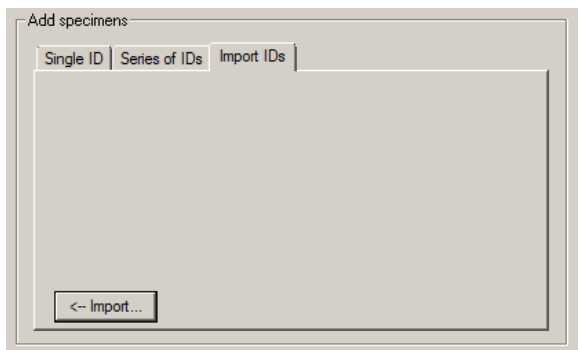 Add specimens
Single ID Series of IDs Import IDs
<-- Import...